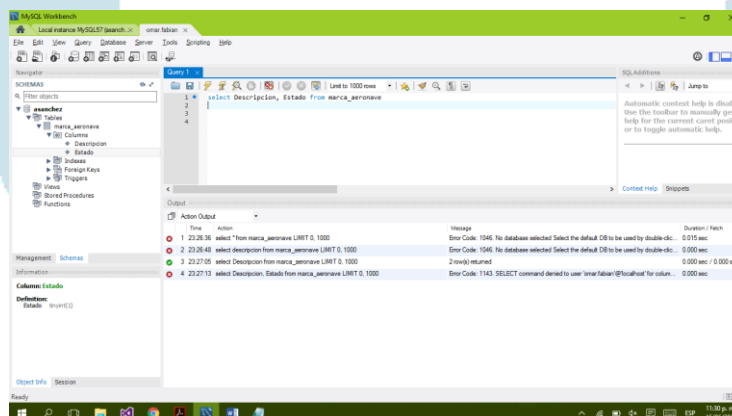 MySQL Workbench
Local instance MySQL57 (asanch... × omar.fabian ×
File Edit View Query Database Server Tools Scripting Help
Navigator
SCHEMAS
Filter objects
asanchez
Tables
marca_aeronave
Columns
Descripcion
Estado
Indexes
Foreign Keys
Triggers
Views
Stored Procedures
Functions
Management Schemas
Information
Column: Estado
Definition:
Estado tinyint(1)
Object Info Session
Ready
Query 1 ×
Limit to 1000 rows
1 select Descripcion, Estado from marca_aeronave
2
3
4
SQLAdditions
Jump to
Automatic context help is disal
Use the toolbar to manually ge
help for the current caret posi
or to toggle automatic help.
Context Help Snippets
Output
Action Output
Time Action Message Duration / Fetch
1 23:26:36 select * from marca_aeronave LIMIT 0, 1000 Error Code: 1046. No database selected Select the default DB to be used by double-clic... 0.015 sec
2 23:26:48 select descripcion from marca_aeronave LIMIT 0, 1000 Error Code: 1046. No database selected Select the default DB to be used by double-clic... 0.000 sec
3 23:27:05 select Descripcion from marca_aeronave LIMIT 0, 1000 2 row(s) returned 0.000 sec / 0.000 s
4 23:27:13 select Descripcion, Estado from marca_aeronave LIMIT 0, 1000 Error Code: 1143. SELECT command denied to user 'omar.fabian'@'localhost' for colum... 0.000 sec
ESP 11:30 p.